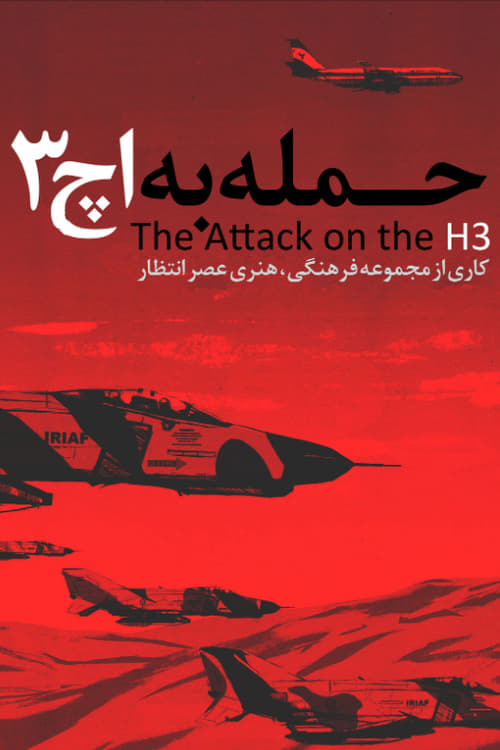 حمله به اچ ۳
The Attack on the H3
کاری از مجموعه فرهنگی، هنری عصر انتظار
IRIAF
IRIAF